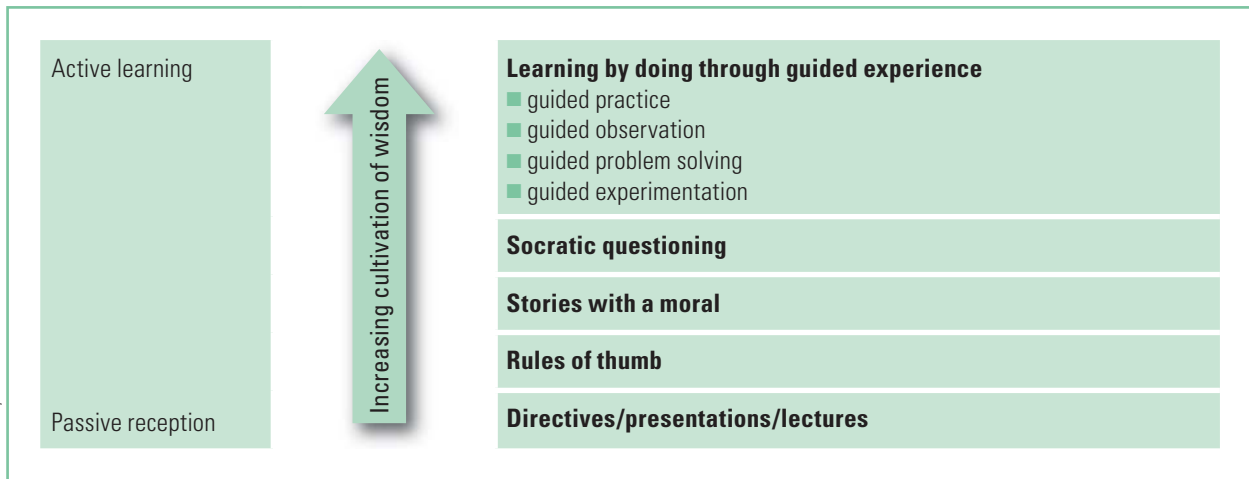 Active learning
Passive reception
Increasing cultivation of wisdom
Learning by doing through guided experience
■ guided practice
■ guided observation
■ guided problem solving
■ guided experimentation
Socratic questioning
Stories with a moral
Rules of thumb
Directives/presentations/lectures